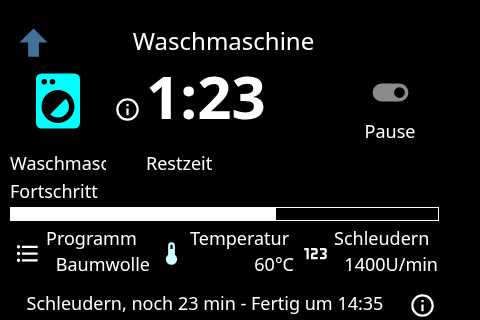 Waschmaschine
1:23
Pause
Waschmasc
Restzeit
Fortschritt
Programm
Temperatur
Schleudern
Baumwolle
60°C
123
1400U/min
Schleudern, noch 23 min - Fertig um 14:35